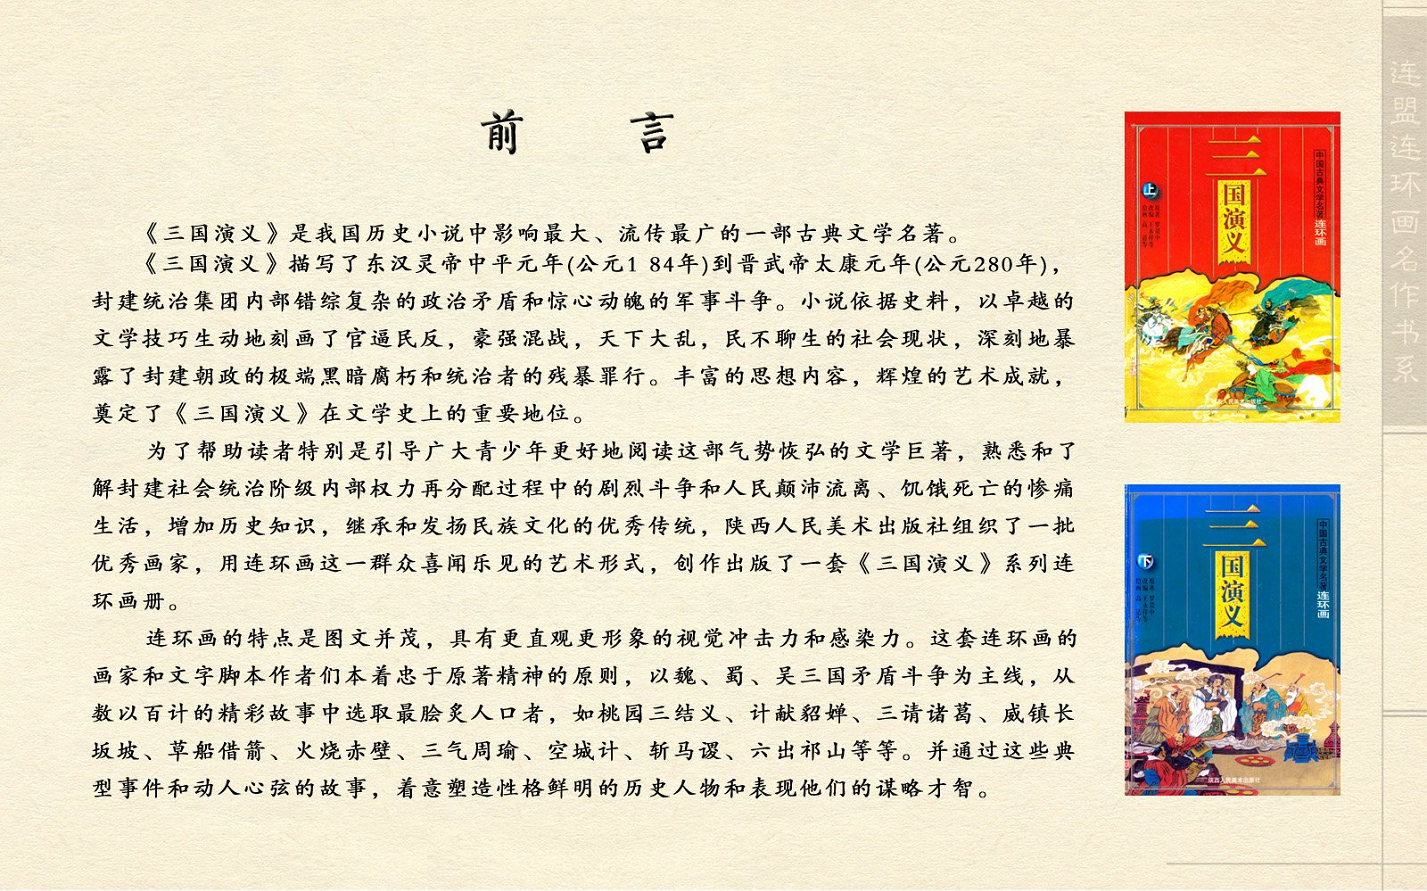 前 言
《三国演义》是我国历史小说中影响最大、流传最广的一部古典文学名著。
《三国演义》描写了东汉灵帝中平元年(公元1 84年)到晋武帝太康元年(公元280年)，
封建统治集团内部错综复杂的政治矛盾和惊心动魄的军事斗争。小说依据史料，以卓越的
文学技巧生动地刻画了官逼民反，豪强混战，天下大乱，民不聊生的社会现状，深刻地暴
露了封建朝政的极端黑暗腐朽和统治者的残暴罪行。丰富的思想内容，辉煌的艺术成就，
奠定了《三国演义》在文学史上的重要地位。
为了帮助读者特别是引导广大青少年更好地阅读这部气势恢弘的文学巨著，熟悉和了
解封建社会统治阶级内部权力再分配过程中的剧烈斗争和人民颠沛流离、饥饿死亡的惨痛
生活，增加历史知识，继承和发扬民族文化的优秀传统，陕西人民美术出版社组织了一批
优秀画家，用连环画这一群众喜闻乐见的艺术形式，创作出版了一套《三国演义》系列连
环画册。
连环画的特点是图文并茂，具有更直观更形象的视觉冲击力和感染力。这套连环画的
画家和文字脚本作者们本着忠于原著精神的原则，以魏、蜀、吴三国矛盾斗争为主线，从
数以百计的精彩故事中选取最脍炙人口者，如桃园三结义、计献貂婵、三请诸葛、威镇长
坂坡、草船借箭、火烧赤壁、三气周瑜、空城计、斩马谡、六出祁山等等。并通过这些典
型事件和动人心弦的故事，着意塑造性格鲜明的历史人物和表现他们的谋略才智。
三国演义
上
中国古典文学名著连环画
三国演义
下
中国古典文学名著连环画
陕西人民美术出版社
连盟连环画名作书系